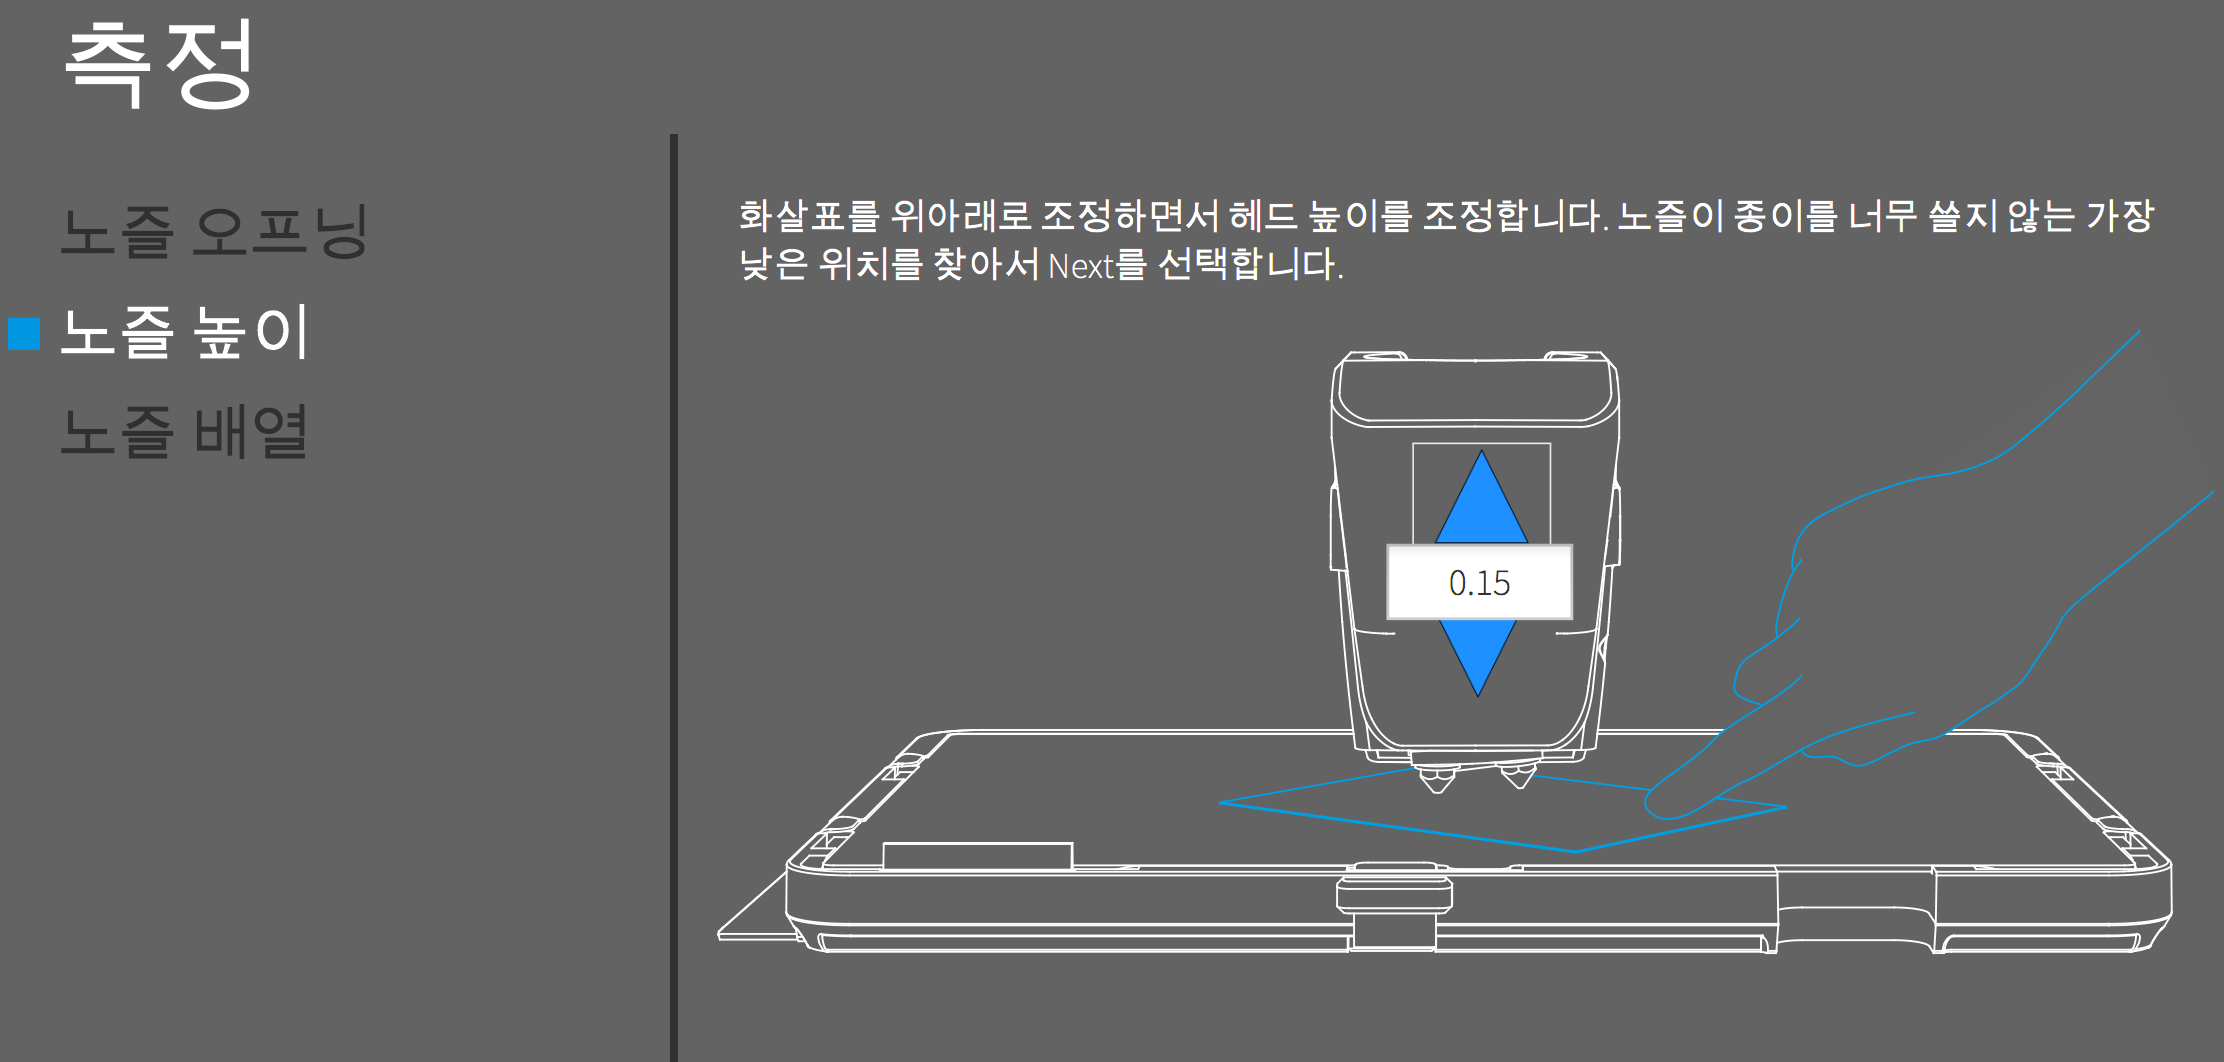 측정
노즐 오프닝
노즐 높이
노즐 배열
화살표를 위아래로 조정하면서 헤드 높이를 조정합니다. 노즐이 종이를 너무 쓸지 않는 가장
낮은 위치를 찾아서 Next를 선택합니다.
0.15